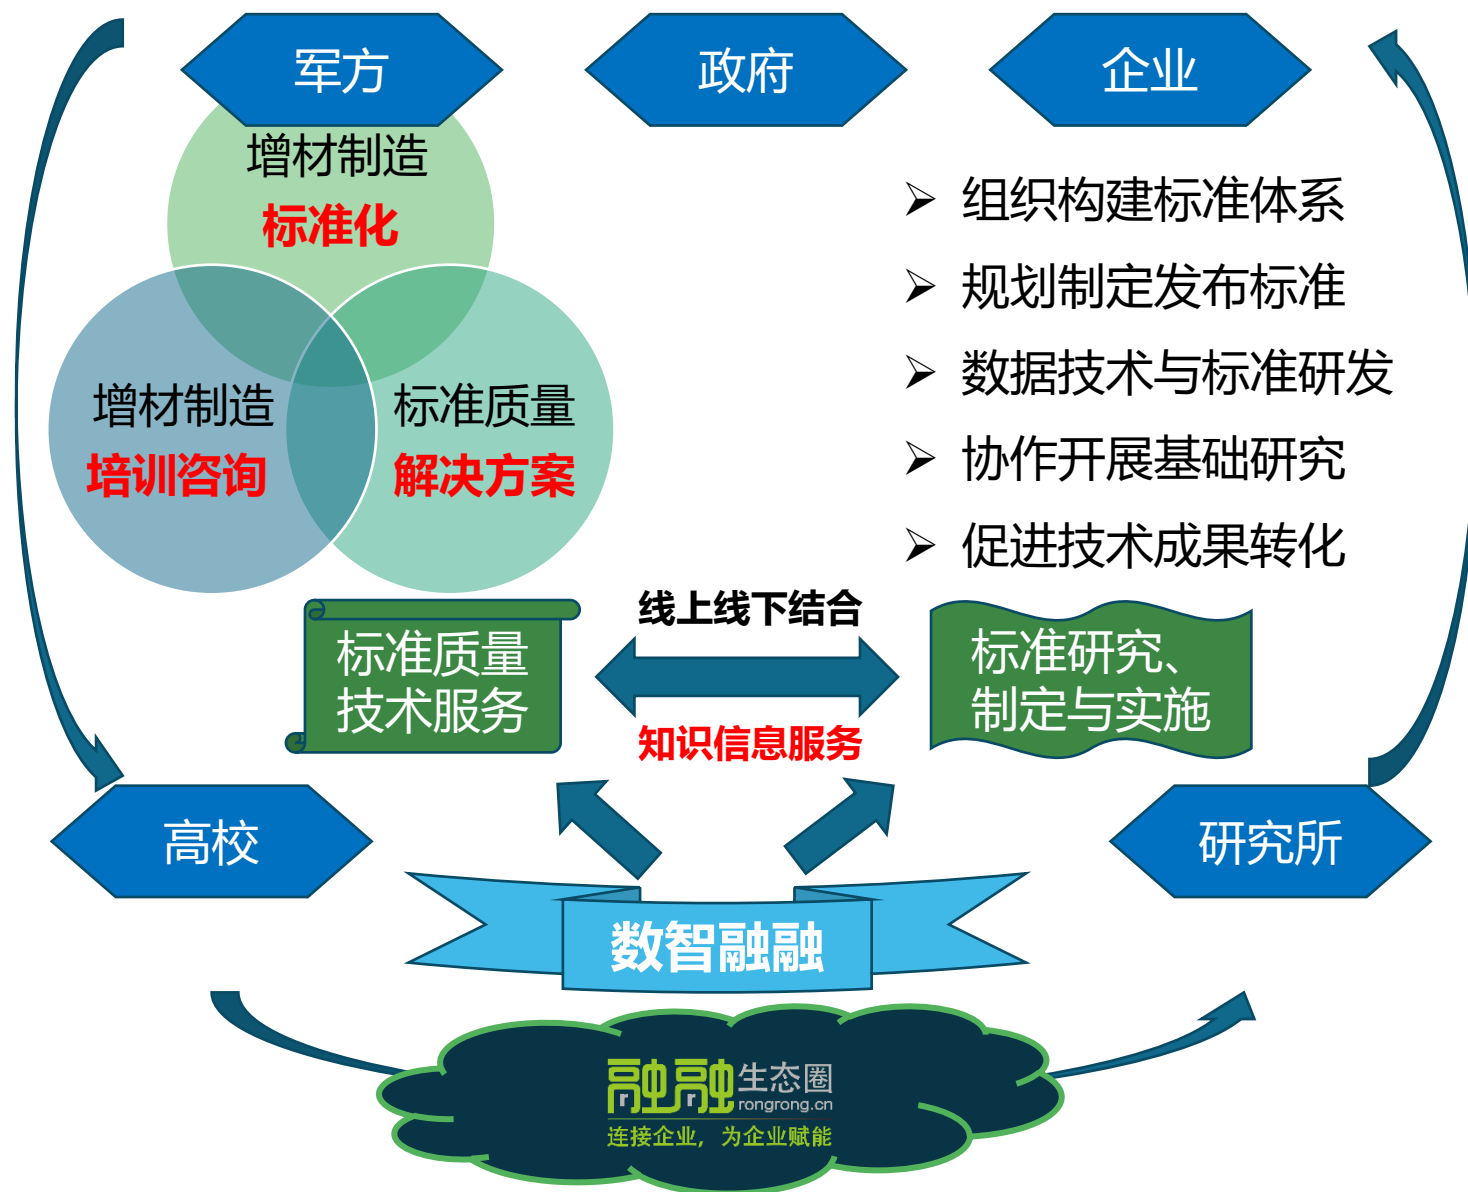 军方
政府
企业
增材制造
标准化
增材制造
培训咨询
标准质量
解决方案
组织构建标准体系
规划制定发布标准
数据技术与标准研发
协作开展基础研究
促进技术成果转化
标准质量
技术服务
线上线下结合
知识信息服务
标准研究、
制定与实施
高校
研究所
数智融融
融融生态圈
rongrong.cn
连接企业，为企业赋能